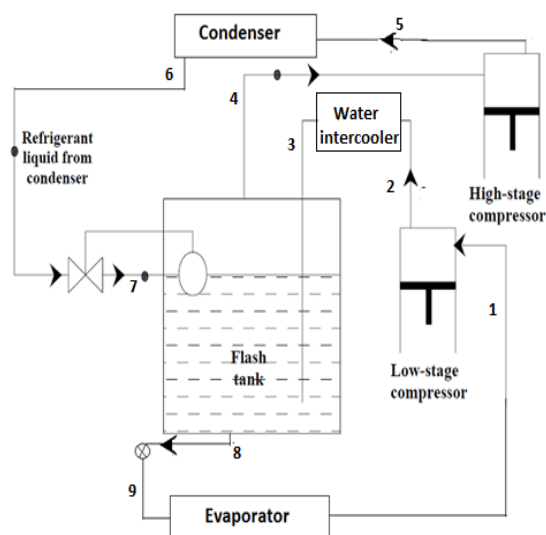 5
Condenser
6
4
Water
intercooler
3
Refrigerant
liquid from
condenser
2
High-stage
compressor
7
1
Flash
tank
Low-stage
compressor
8
9
Evaporator